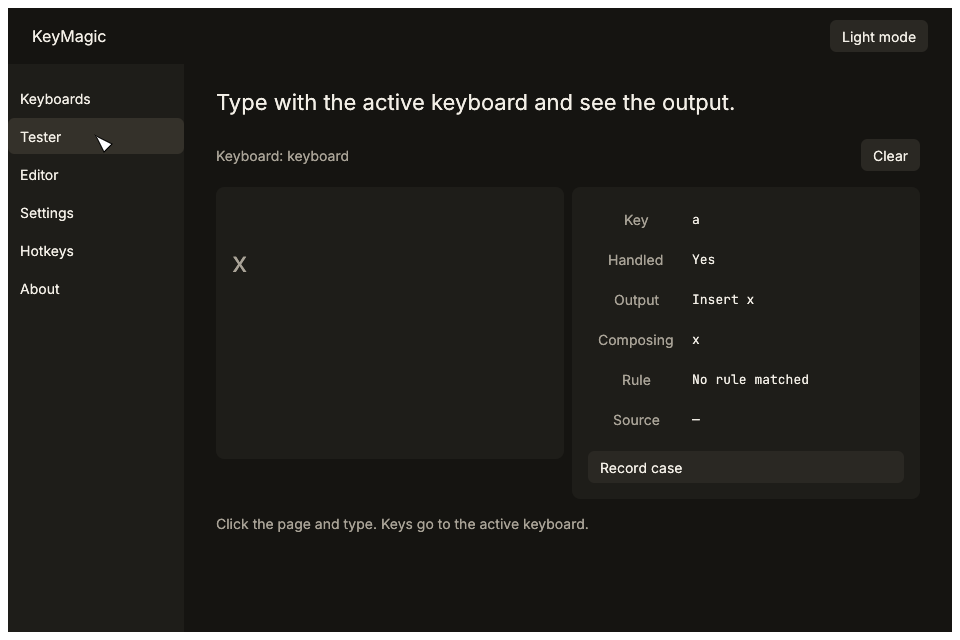 KeyMagic
Light mode
Keyboards
Tester
Editor
Settings
Hotkeys
About
Type with the active keyboard and see the output.
Keyboard: keyboard
Clear
x
Key a
Handled Yes
Output Insert x
Composing x
Rule No rule matched
Source —
Record case
Click the page and type. Keys go to the active keyboard.